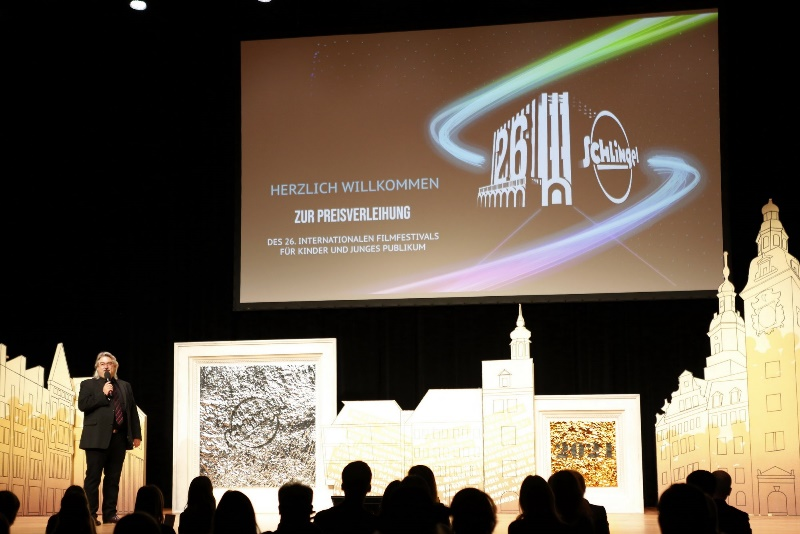 HERZLICH WILLKOMMEN
ZUR PREISVERLEIHUNG
DES 26. INTERNATIONALEN FILMFESTIVALS
FÜR KINDER UND JUNGES PUBLIKUM
26
SCHLINGEL